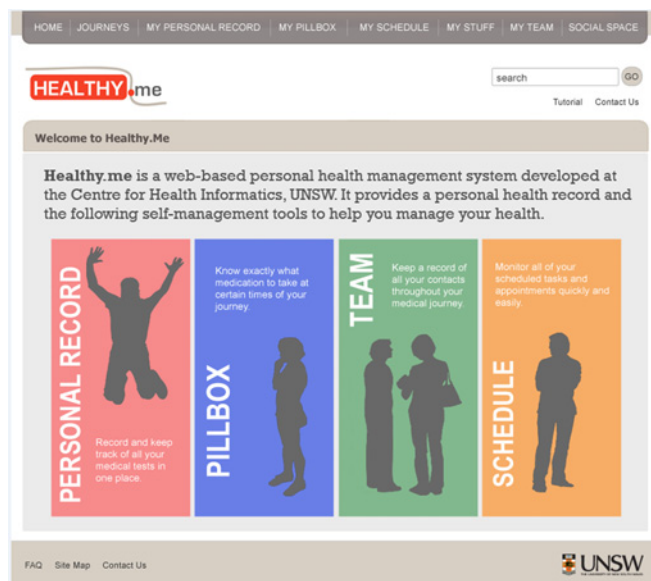 HOME JOURNEYS MY PERSONAL RECORD MY PILLBOX MY SCHEDULE MY STUFF MY TEAM SOCIAL SPACE
HEALTHY.me
search GO
Tutorial Contact Us
Welcome to Healthy.Me
Healthy.me is a web-based personal health management system developed at
the Centre for Health Informatics, UNSW. It provides a personal health record and
the following self-management tools to help you manage your health.
PERSONAL RECORD
Record and keep
track of all your
medical tests in
one place.
PILLBOX
Know exactly what
medication to take at
certain times of your
journey.
TEAM
Keep a record of
all your contacts
throughout your
medical journey.
SCHEDULE
Monitor all of your
scheduled tasks and
appointments quickly and
easily.
FAQ Site Map Contact Us
UNSW